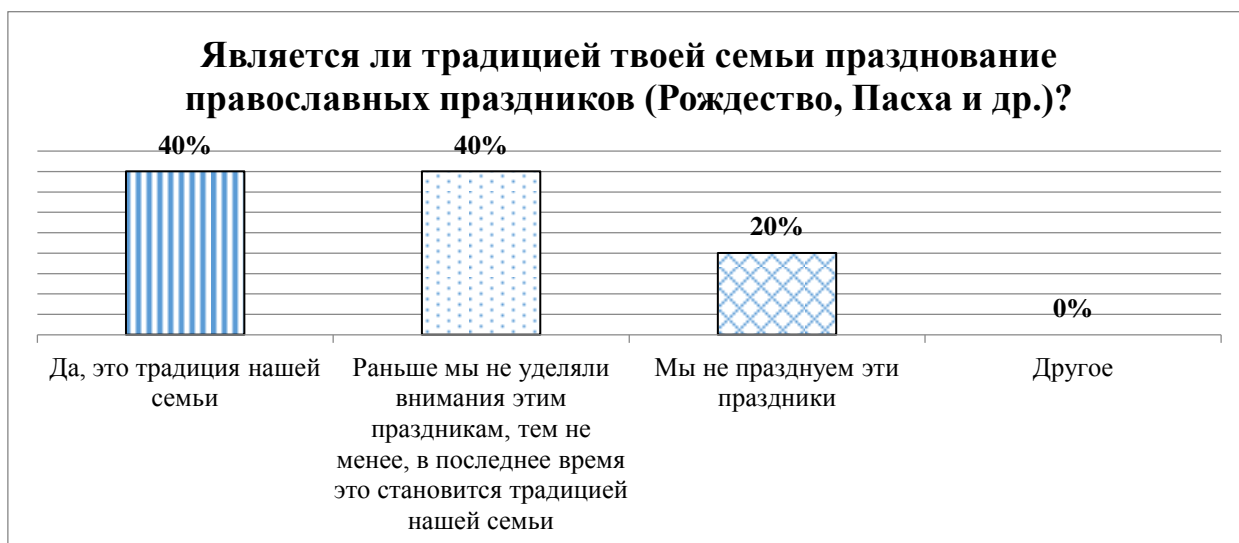 Является ли традицией твоей семьи празднование
православных праздников (Рождество, Пасха и др.)?
40%
40%
20%
0%
Да, это традиция нашей
семьи
Раньше мы не уделяли
внимания этим
праздникам, тем не
менее, в последнее время
это становится традицией
нашей семьи
Мы не празднуем эти
праздники
Другое